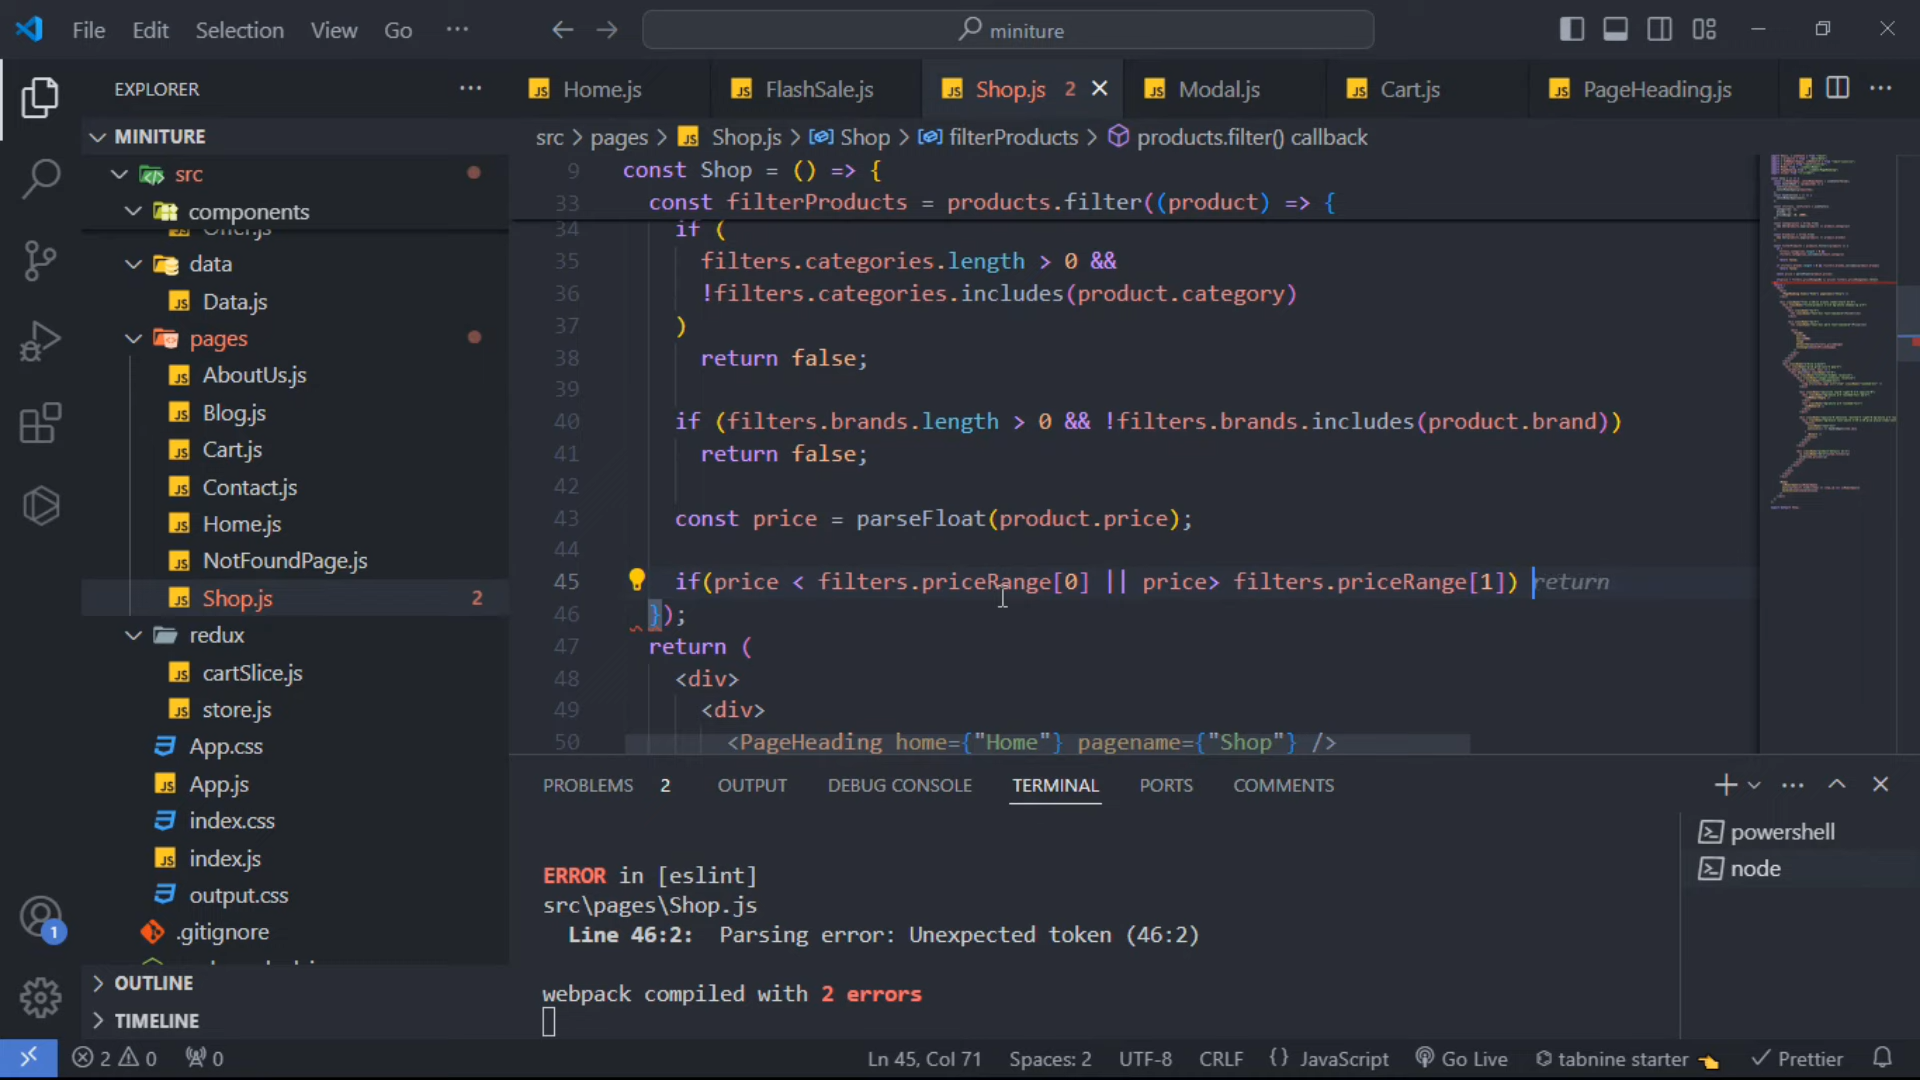 File Edit Selection View Go ···
miniture
EXPLORER ···
Home.js
FlashSale.js
Shop.js 2
Modal.js
Cart.js
PageHeading.js
···
MINITURE
src
components
Offer.js
data
Data.js
pages
AboutUs.js
Blog.js
Cart.js
Contact.js
Home.js
NotFoundPage.js
Shop.js 2
redux
cartSlice.js
store.js
App.css
App.js
index.css
index.js
output.css
.gitignore
OUTLINE
TIMELINE
src > pages > JS Shop.js > Shop > filterProducts > products.filter() callback
9 const Shop = () => {
33 const filterProducts = products.filter((product) => {
34 if (
35 filters.categories.length > 0 &&
36 !filters.categories.includes(product.category)
37 )
38 return false;
39
40 if (filters.brands.length > 0 && !filters.brands.includes(product.brand))
41 return false;
42
43 const price = parseFloat(product.price);
44
45 if(price < filters.priceRange[0] || price> filters.priceRange[1]) return
46 });
47 return (
48 <div>
49 <div>
50 <PageHeading home={"Home"} pagename={"Shop"} />
PROBLEMS 2 OUTPUT DEBUG CONSOLE TERMINAL PORTS COMMENTS
ERROR in [eslint]
src\pages\Shop.js
Line 46:2: Parsing error: Unexpected token (46:2)
webpack compiled with 2 errors
powershell
node
1
2 0 0
Ln 45, Col 71 Spaces: 2 UTF-8 CRLF {} JavaScript Go Live tabnine starter Prettier